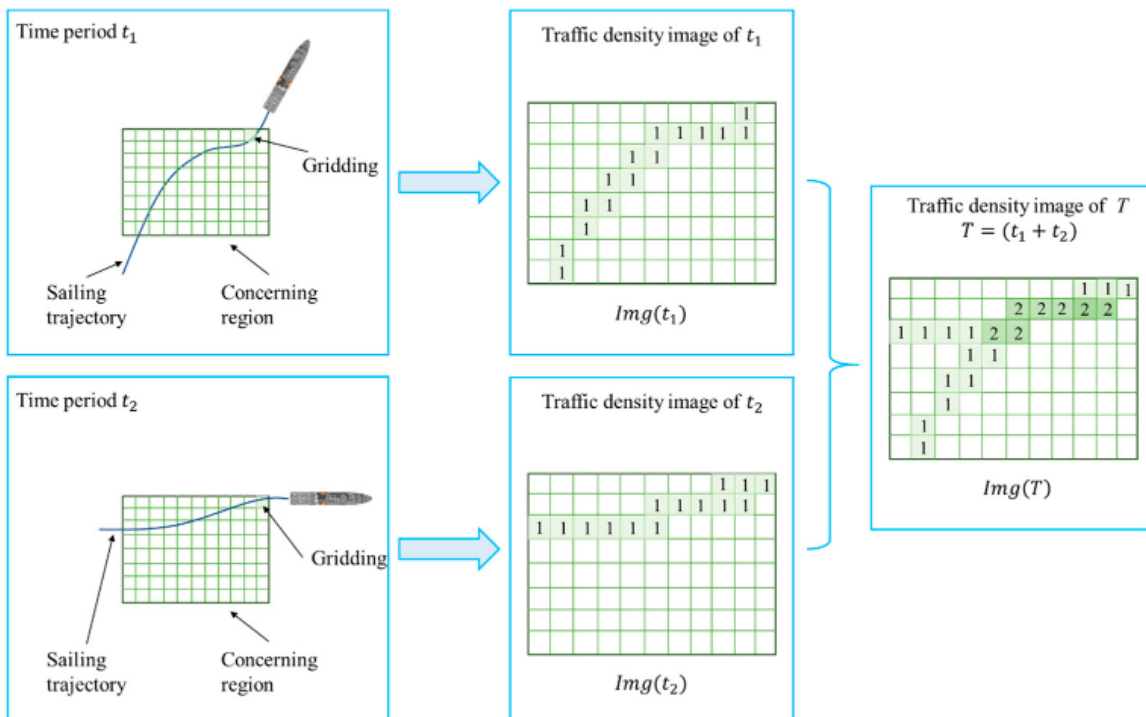 Time period t₁
Gridding
Sailing
trajectory
Concerning
region
Traffic density image of t₁
1
1 1 1 1 1
1 1
1 1
1 1
1
1
1
Img(t₁)
Time period t₂
Gridding
Sailing
trajectory
Concerning
region
Traffic density image of t₂
1 1 1
1 1 1 1 1
1 1 1 1 1 1
Img(t₂)
Traffic density image of T
T = (t₁ + t₂)
1 1 1
2 2 2 2 2
1 1 1 1 2 2
1 1
1 1
1
1
1
Img(T)